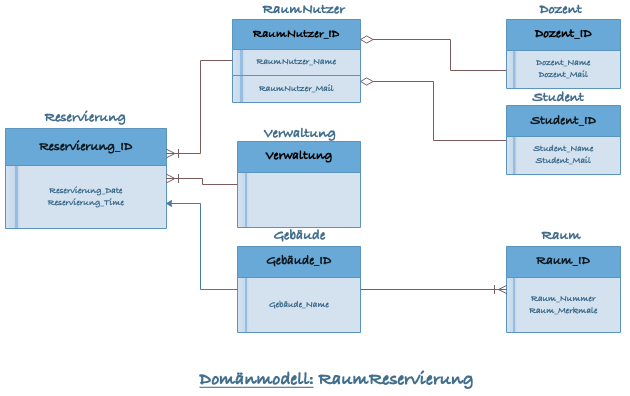 RaumNutzer
RaumNutzer_ID
RaumNutzer_Name
RaumNutzer_Mail
Dozent
Dozent_ID
Dozent_Name
Dozent_Mail
Student
Student_ID
Student_Name
Student_Mail
Reservierung
Reservierung_ID
Reservierung_Date
Reservierung_Time
Verwaltung
Verwaltung
Gebäude
Gebäude_ID
Gebäude_Name
Raum
Raum_ID
Raum_Nummer
Raum_Merkmale
Domänmodell: RaumReservierung